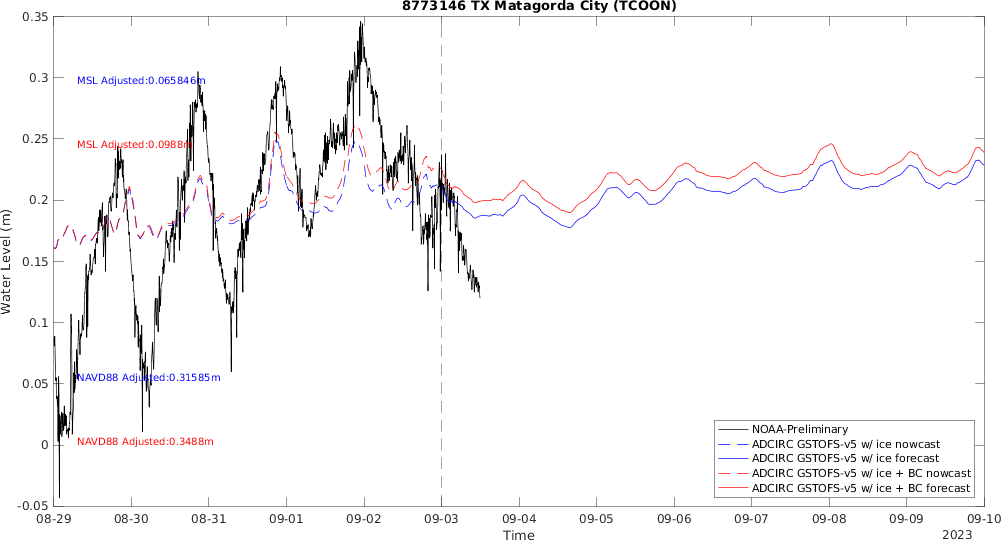 8773146 TX Matagorda City (TCOON)
0.35
0.3
0.25
0.2
0.15
0.1
0.05
0
-0.05
Water Level (m)
MSL Adjusted:0.065846m
MSL Adjusted:0.0988m
NAVD88 Adjusted:0.31585m
NAVD88 Adjusted:0.3488m
NOAA-Preliminary
ADCIRC GSTOFS-v5 w/ ice nowcast
ADCIRC GSTOFS-v5 w/ ice forecast
ADCIRC GSTOFS-v5 w/ ice + BC nowcast
ADCIRC GSTOFS-v5 w/ ice + BC forecast
08-29 08-30 08-31 09-01 09-02 09-03 09-04 09-05 09-06 09-07 09-08 09-09 09-10
Time
2023